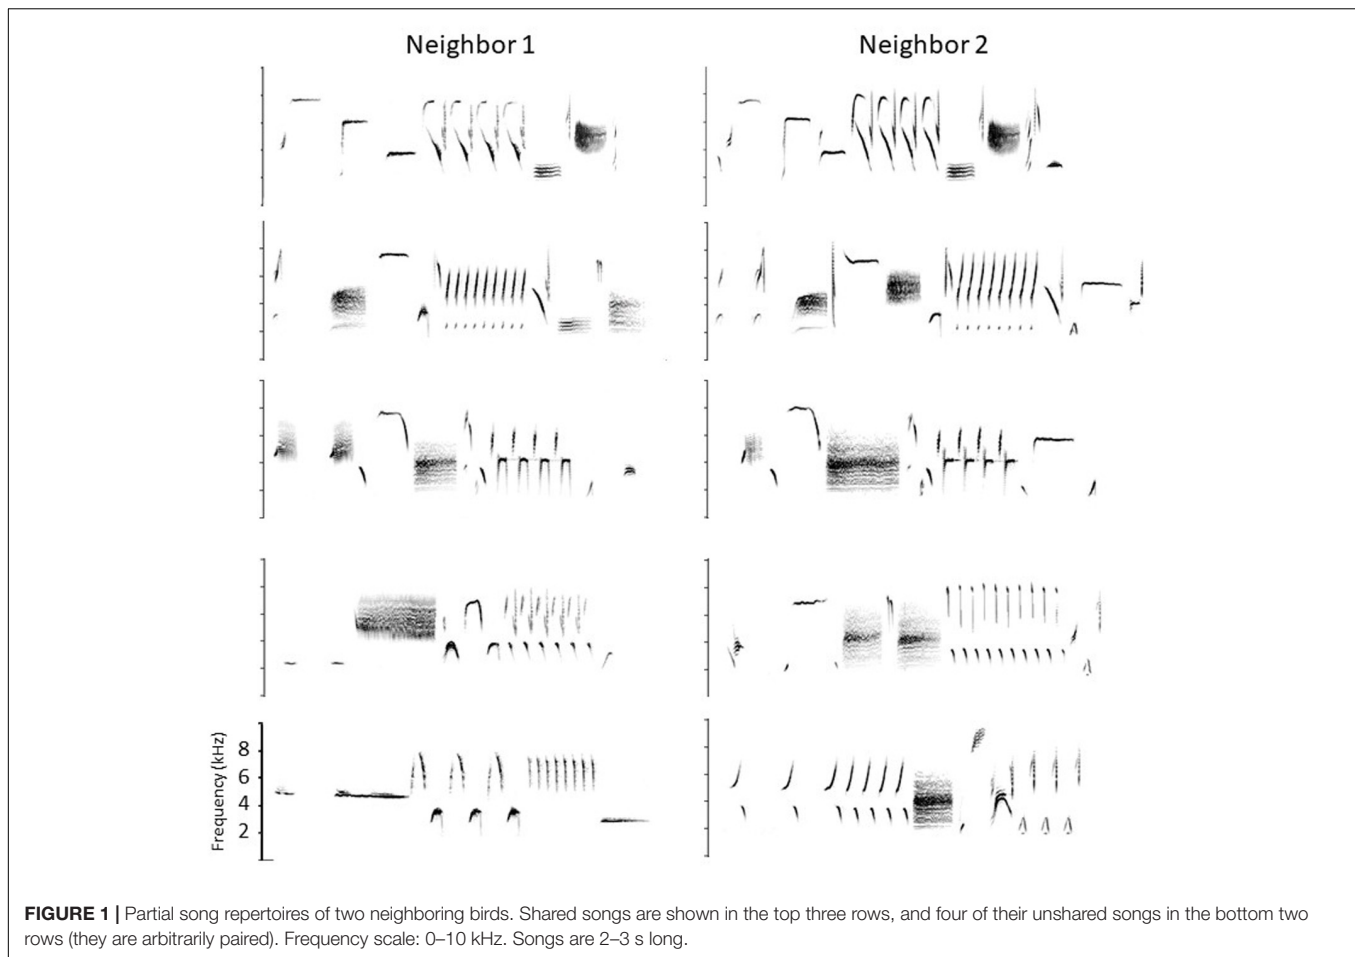 Neighbor 1
Neighbor 2
Frequency (kHz)
8
6
4
2
FIGURE 1 | Partial song repertoires of two neighboring birds. Shared songs are shown in the top three rows, and four of their unshared songs in the bottom two
rows (they are arbitrarily paired). Frequency scale: 0–10 kHz. Songs are 2–3 s long.